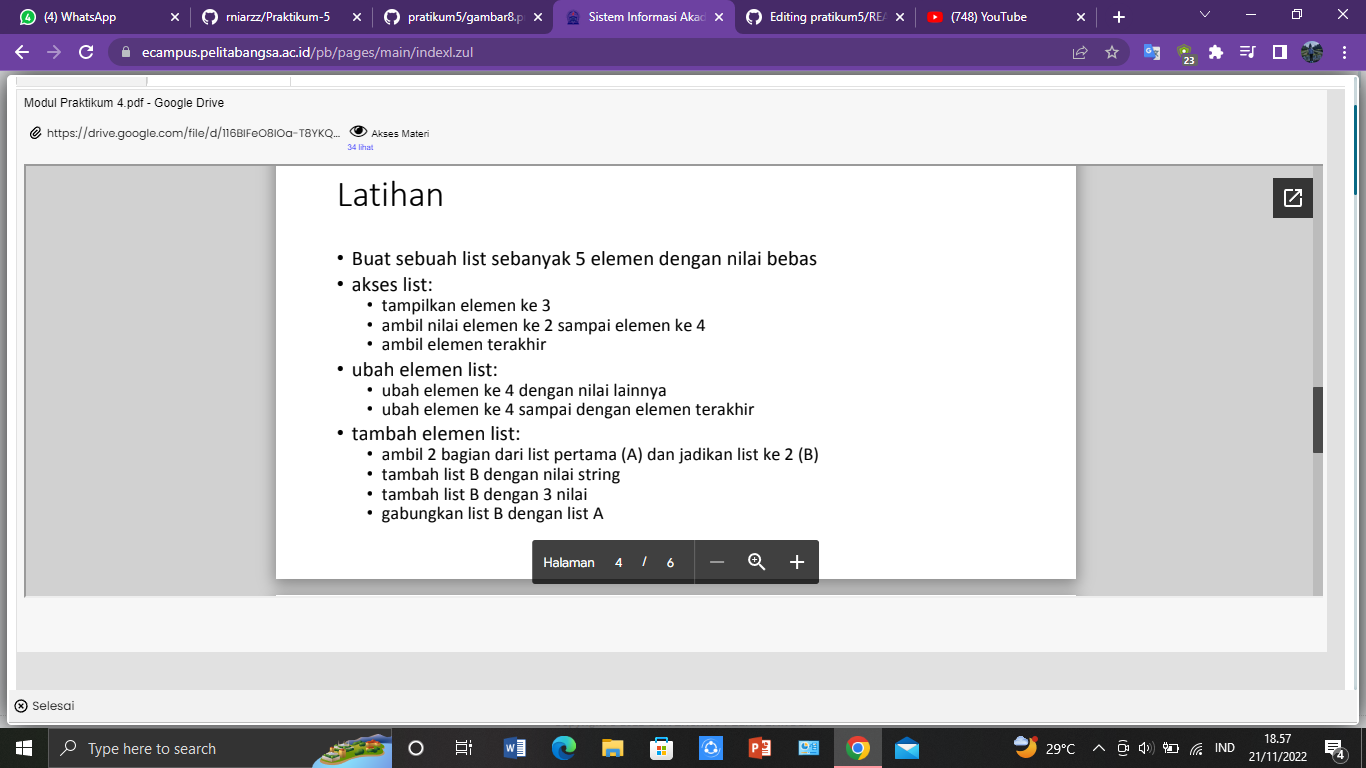 (4) WhatsApp
rniarzz/Praktikum-5
pratikum5/gambar8.p
Sistem Informasi Akad
Editing pratikum5/REA
(748) YouTube
ecampus.pelitabangsa.ac.id/pb/pages/main/indexl.zul
23
Modul Praktikum 4.pdf - Google Drive
https://drive.google.com/file/d/116BIFeO8IOa-T8YKQ...
Akses Materi
34 lihat
Latihan
• Buat sebuah list sebanyak 5 elemen dengan nilai bebas
• akses list:
• tampilkan elemen ke 3
• ambil nilai elemen ke 2 sampai elemen ke 4
• ambil elemen terakhir
• ubah elemen list:
• ubah elemen ke 4 dengan nilai lainnya
• ubah elemen ke 4 sampai dengan elemen terakhir
• tambah elemen list:
• ambil 2 bagian dari list pertama (A) dan jadikan list ke 2 (B)
• tambah list B dengan nilai string
• tambah list B dengan 3 nilai
• gabungkan list B dengan list A
Halaman 4 / 6
Selesai
Type here to search
29°C
IND
18.57
21/11/2022
4